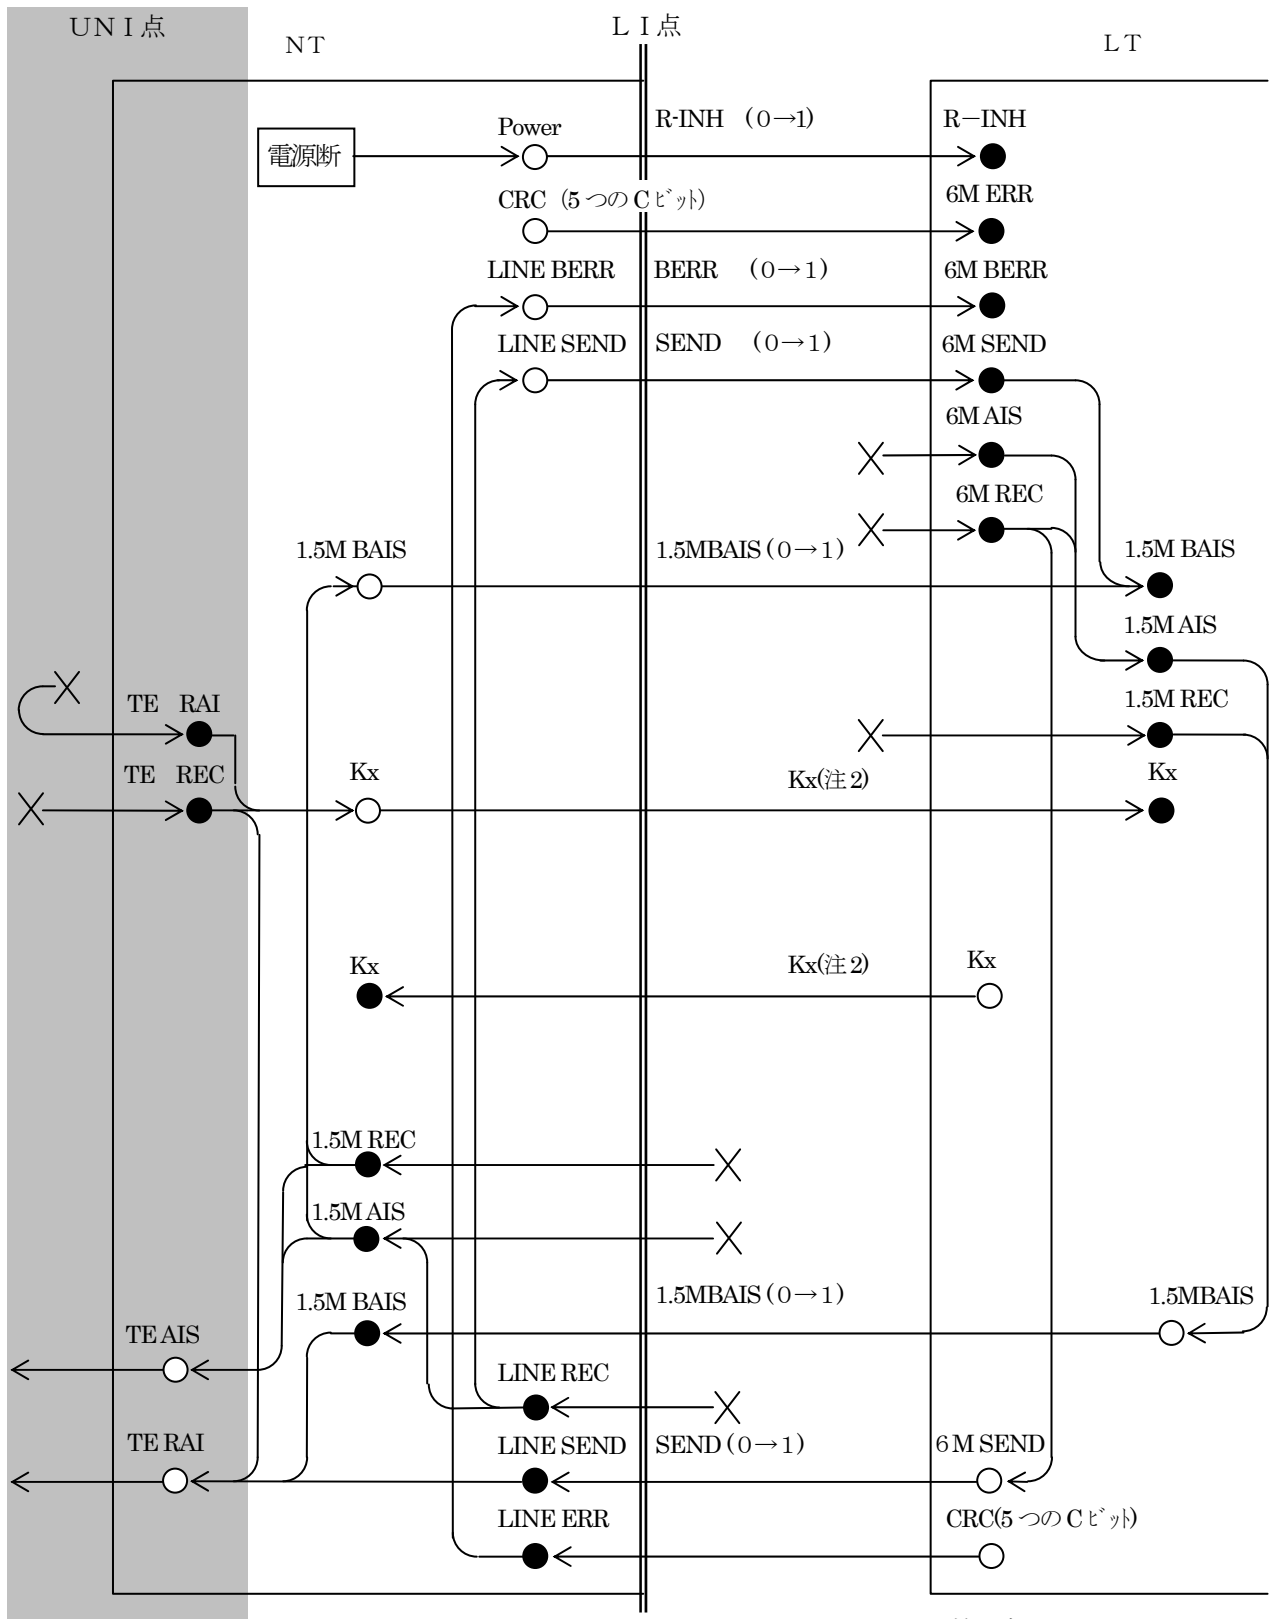 ＵＮＩ点
ＮＴ
ＬＩ点
ＬＴ
電源断
Power
R-INH （０→１）
R－INH
CRC（５つのＣﾋﾞｯﾄ）
6M ERR
LINE BERR
BERR （０→１）
6M BERR
LINE SEND
SEND （０→１）
6M SEND
6M AIS
6M REC
1.5M BAIS
1.5MBAIS（０→１）
1.5M BAIS
1.5M AIS
TE RAI
1.5M REC
TE REC
Kx
Kx(注２)
Kx
Kx
Kx(注２)
Kx
1.5M REC
1.5M AIS
1.5M BAIS
1.5MBAIS（０→１）
1.5MBAIS
TE AIS
LINE REC
TE RAI
LINE SEND
SEND（０→１）
６M SEND
LINE ERR
CRC(５つのＣﾋﾞｯﾄ)